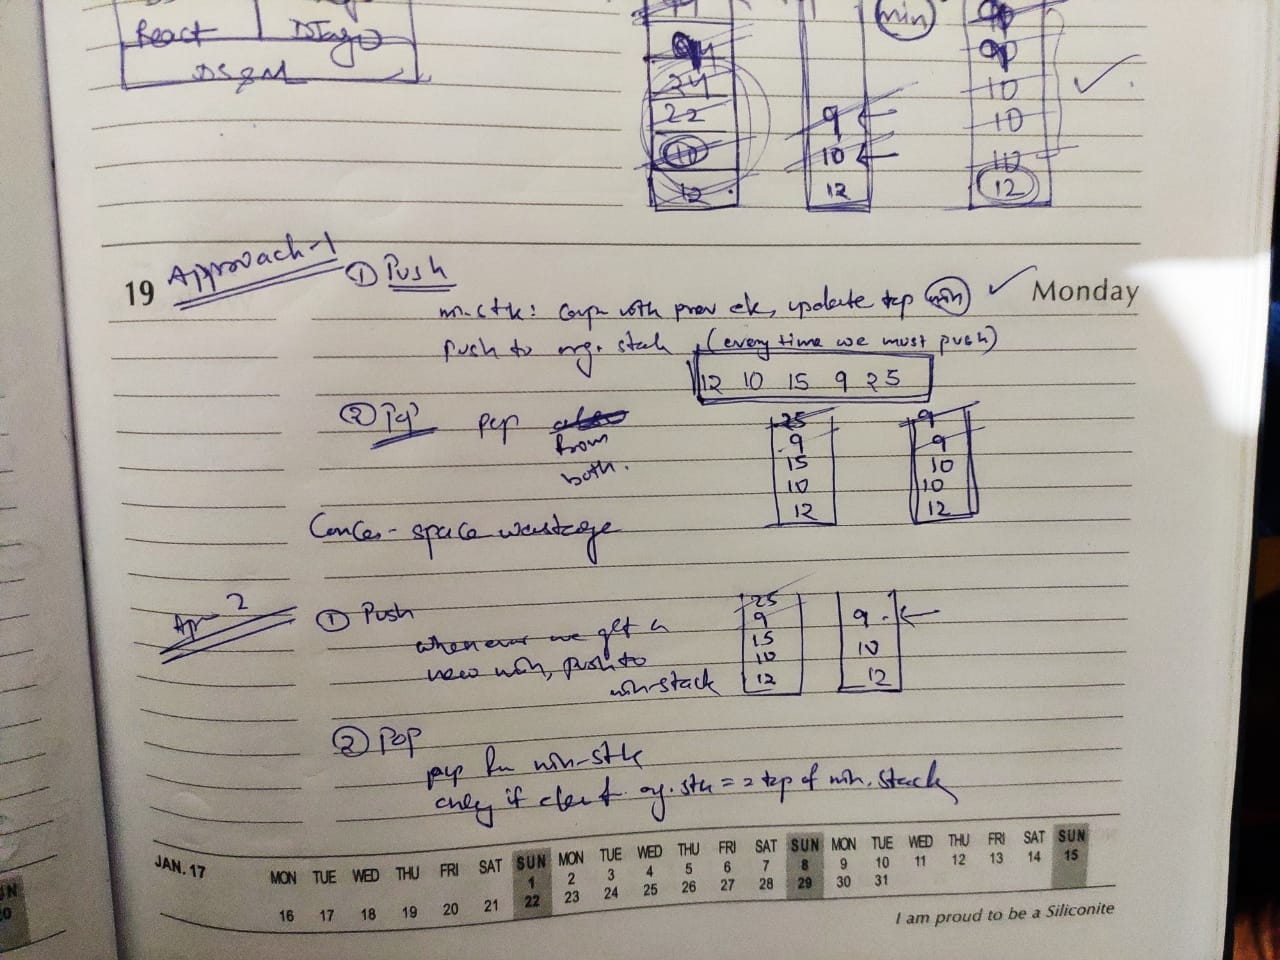 React
DJngo
DS&M
min
24
22
10
12
9
10
12
90
10
10
10
12
19
Approach-1
① Push
Monday
m-stk: comp with prev ele, update top min
push to org. stack (every time we must push)
12 10 15 9 25
② Pop pop
from
both.
25
9
15
10
12
9
9
10
10
12
- space wastage
Ap- 2
① Push
whenever we get a
new min, push to
min-stack
25
9
15
10
12
9
10
12
② Pop
pop fm min-stk
only if ele of org.stk == top of min.stack
JAN. 17
MON TUE WED THU FRI SAT SUN MON TUE WED THU FRI SAT SUN MON TUE WED THU FRI SAT SUN
1 2 3 4 5 6 7 8 9 10 11 12 13 14 15
16 17 18 19 20 21 22 23 24 25 26 27 28 29 30 31
I am proud to be a Siliconite